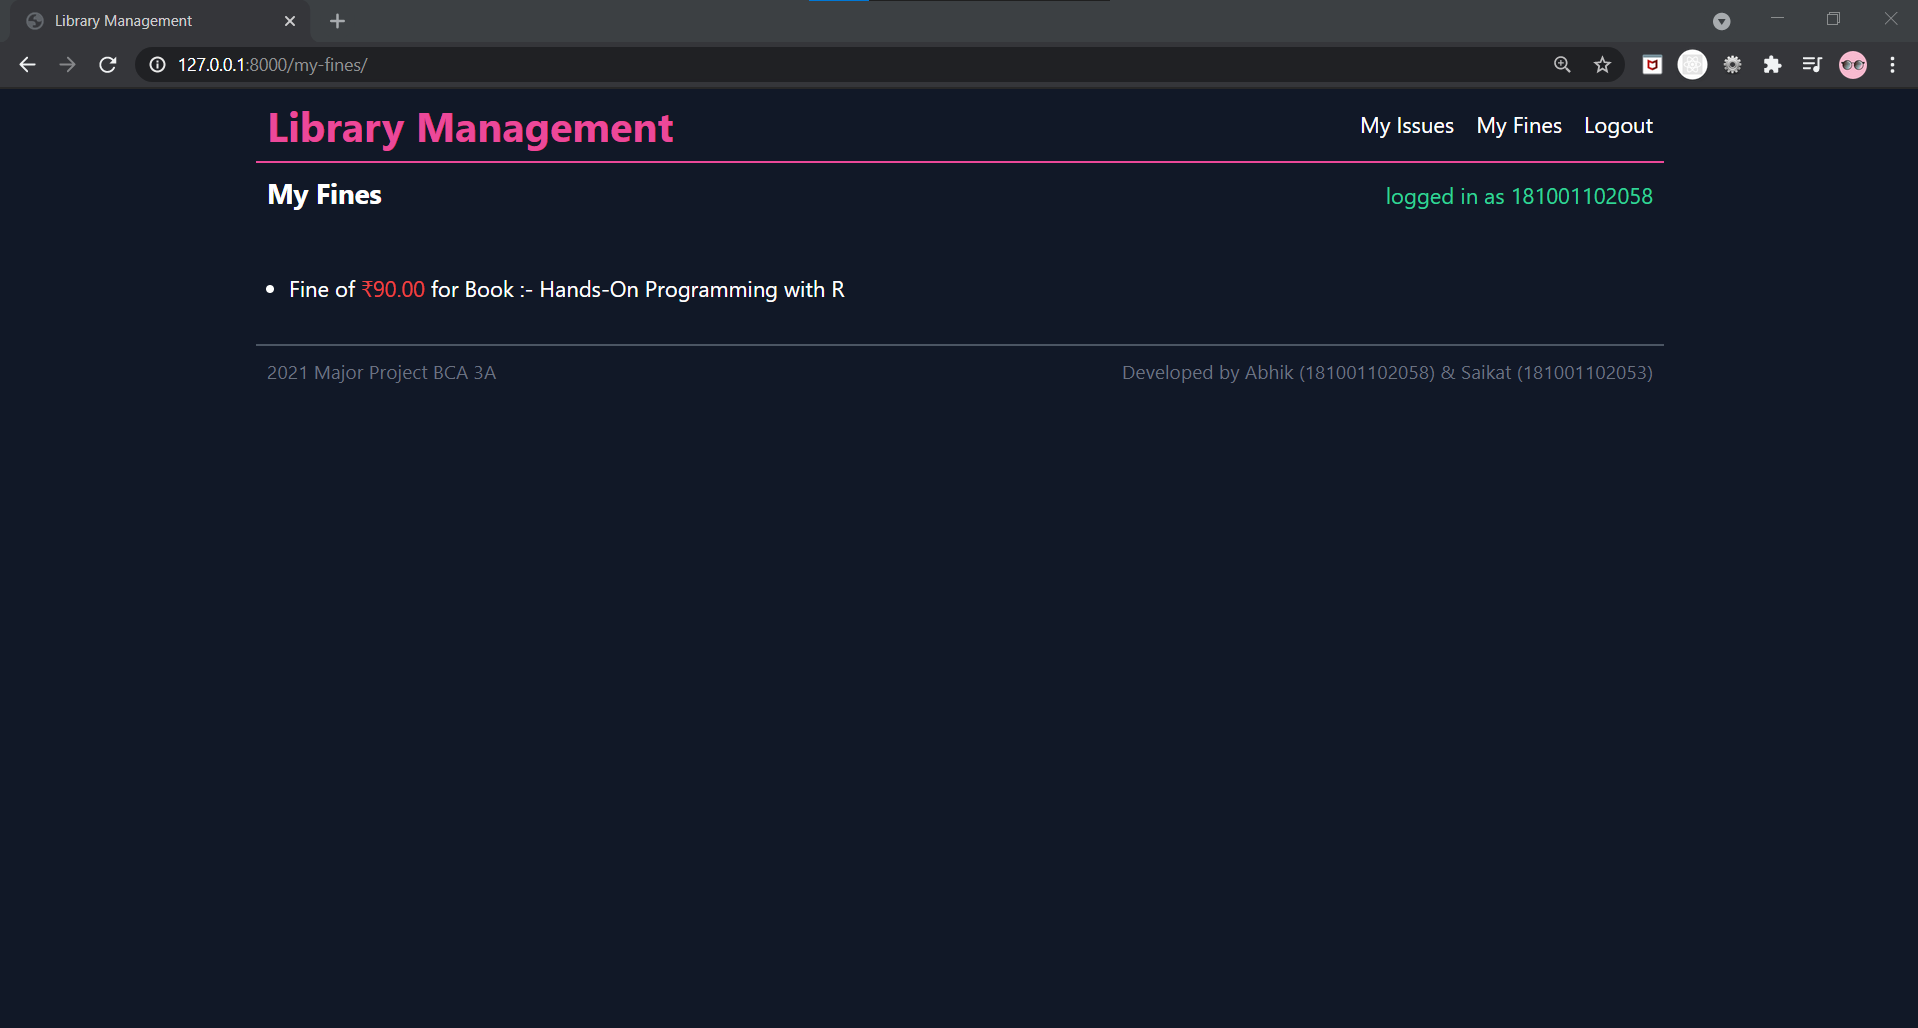 Library Management
127.0.0.1:8000/my-fines/
Library Management
My Issues My Fines Logout
My Fines
logged in as 181001102058
Fine of ₹90.00 for Book :- Hands-On Programming with R
2021 Major Project BCA 3A
Developed by Abhik (181001102058) & Saikat (181001102053)